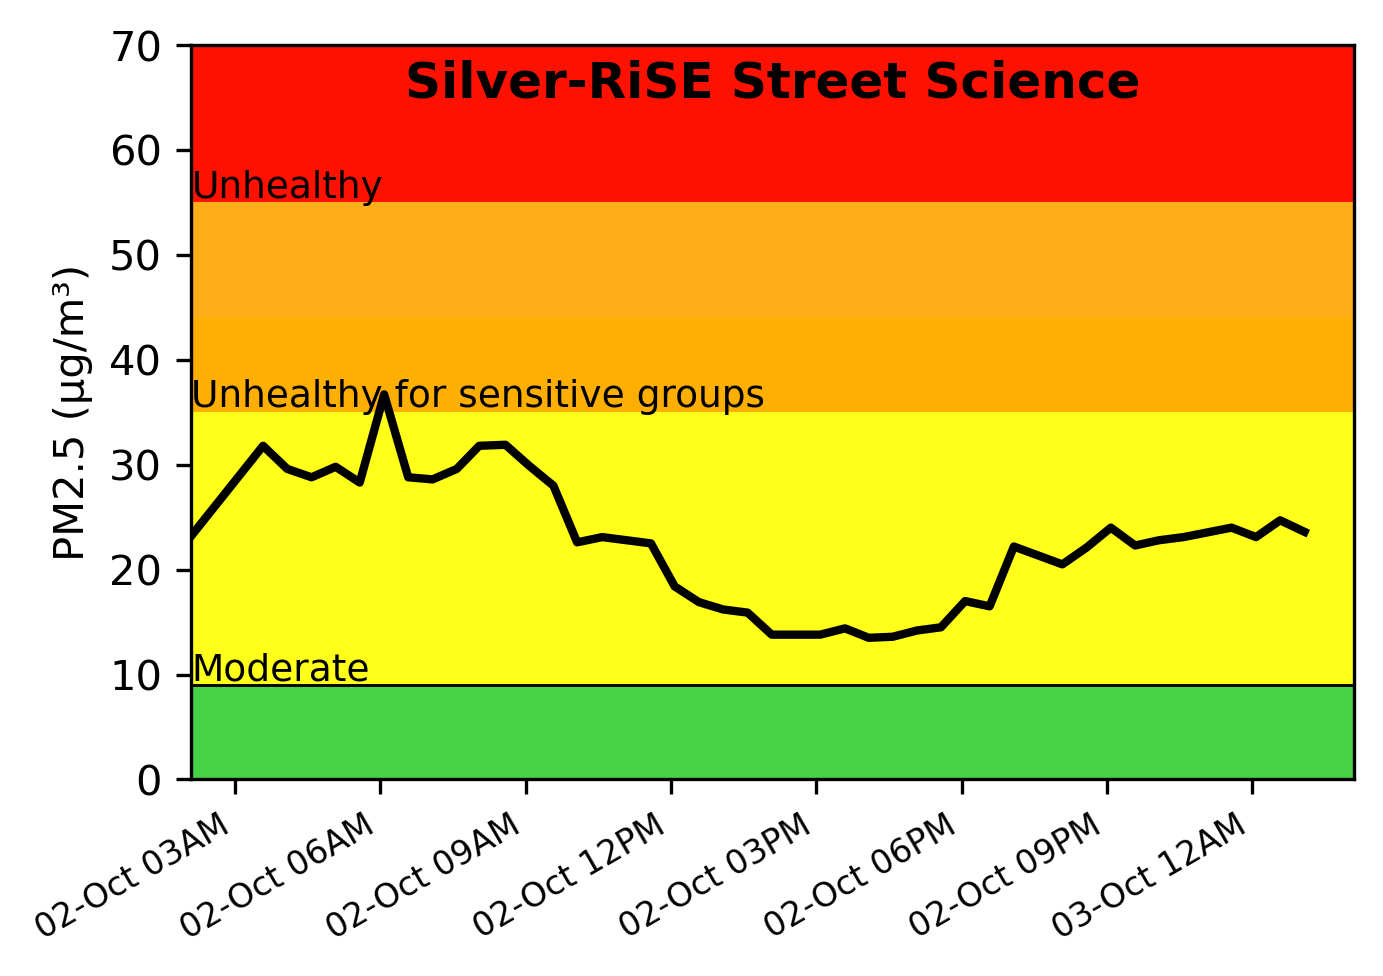 Silver-RiSE Street Science
70
60
Unhealthy
50
40
Unhealthy for sensitive groups
30
20
10
Moderate
0
PM2.5 (µg/m³)
02-Oct 03AM
02-Oct 06AM
02-Oct 09AM
02-Oct 12PM
02-Oct 03PM
02-Oct 06PM
02-Oct 09PM
03-Oct 12AM